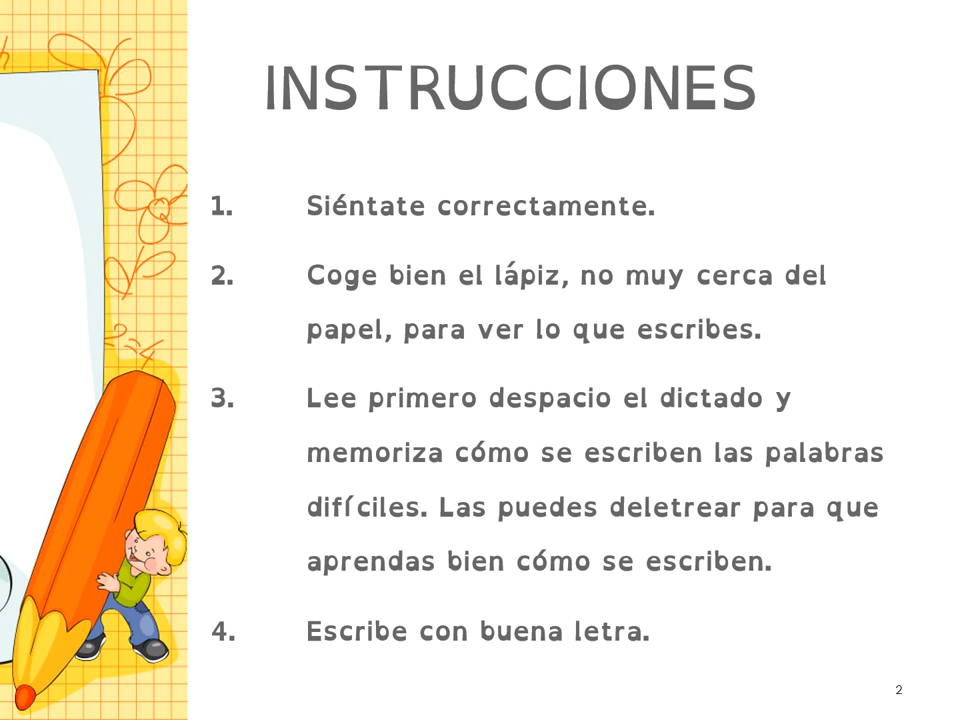 INSTRUCCIONES
1. Siéntate correctamente.
2. Coge bien el lápiz, no muy cerca del
papel, para ver lo que escribes.
3. Lee primero despacio el dictado y
memoriza cómo se escriben las palabras
difíciles. Las puedes deletrear para que
aprendas bien cómo se escriben.
4. Escribe con buena letra.
2